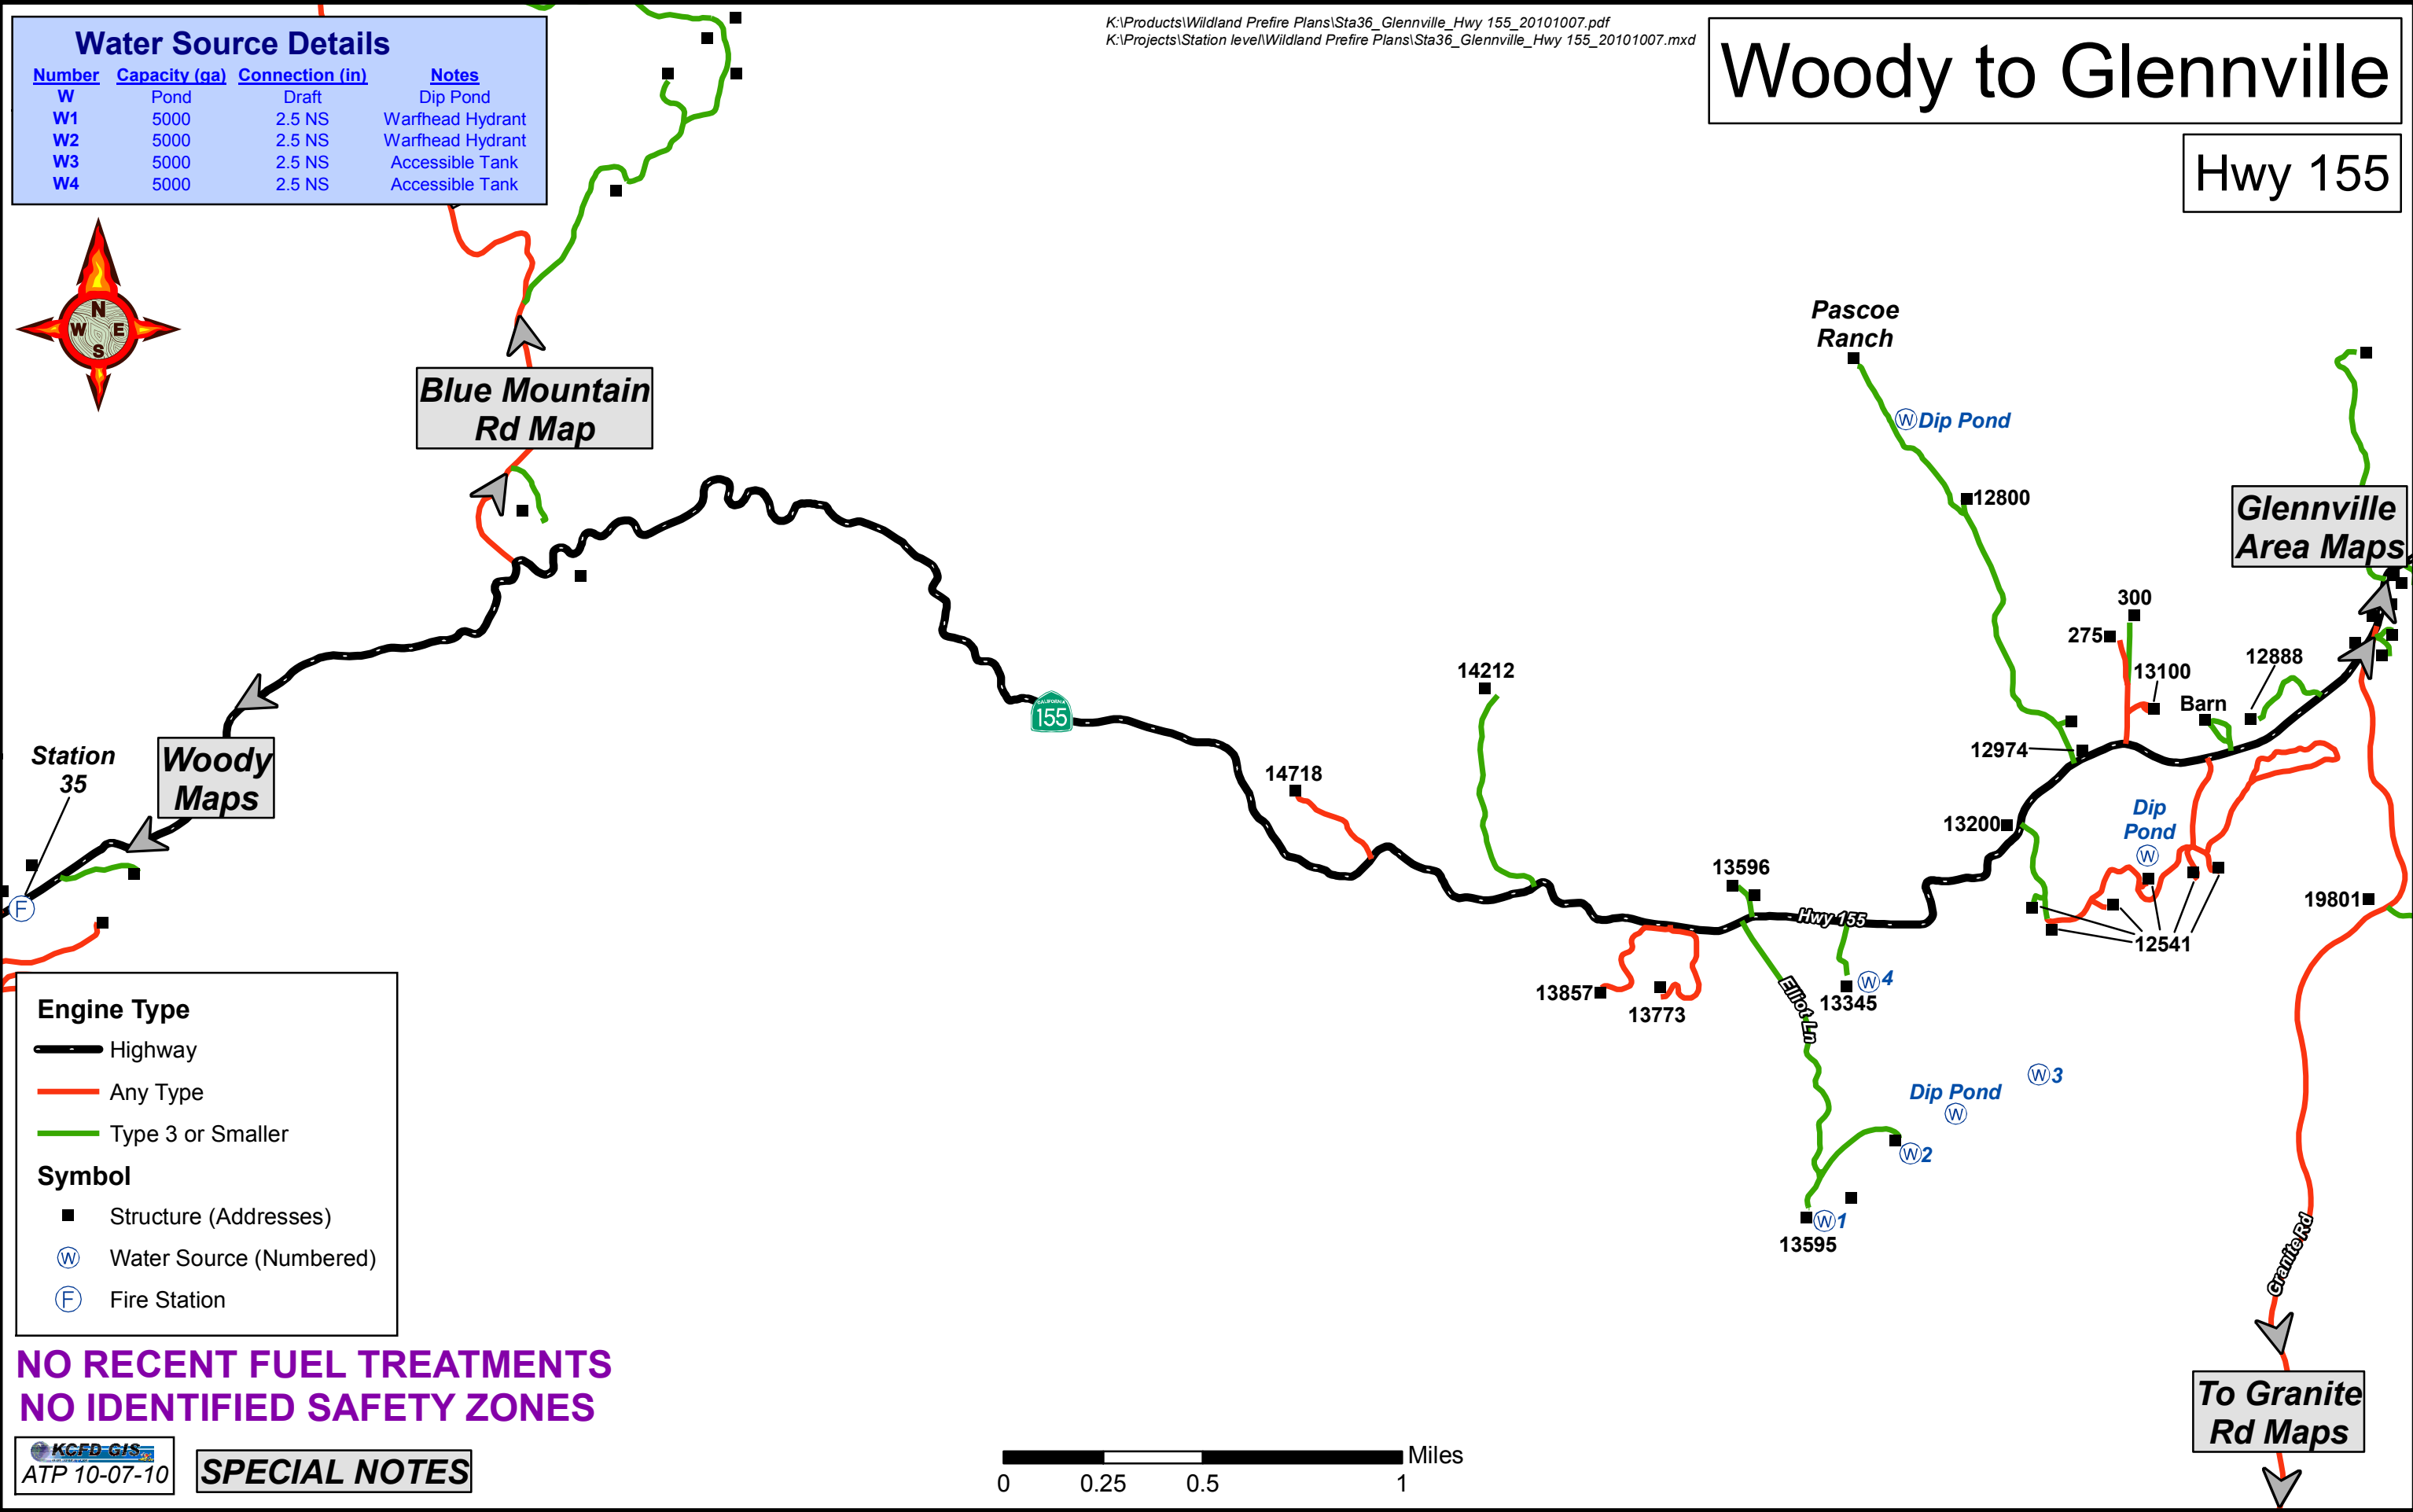 K:\Products\Wildland Prefire Plans\Sta36_Glennville_Hwy 155_20101007.pdf
K:\Projects\Station level\Wildland Prefire Plans\Sta36_Glennville_Hwy 155_20101007.mxd
Woody to Glennville
Hwy 155
Water Source Details
Number Capacity (ga) Connection (in) Notes
W Pond Draft Dip Pond
W1 5000 2.5 NS Warfhead Hydrant
W2 5000 2.5 NS Warfhead Hydrant
W3 5000 2.5 NS Accessible Tank
W4 5000 2.5 NS Accessible Tank
N
W E
S
Blue Mountain
Rd Map
Pascoe
Ranch
W Dip Pond
12800
Glennville
Area Maps
300
275
13100
12888
Barn
12974
14212
CALIFORNIA
155
14718
Station
35
Woody
Maps
F
13200
Dip
Pond
W
13596
Hwy 155
19801
12541
13857
13773
Elliot Ln
W 4
13345
W 3
Dip Pond
W
W 2
W 1
13595
Granite Rd
To Granite
Rd Maps
Engine Type
Highway
Any Type
Type 3 or Smaller
Symbol
Structure (Addresses)
W Water Source (Numbered)
F Fire Station
NO RECENT FUEL TREATMENTS
NO IDENTIFIED SAFETY ZONES
KCFD GIS
ATP 10-07-10
SPECIAL NOTES
Miles
0 0.25 0.5 1